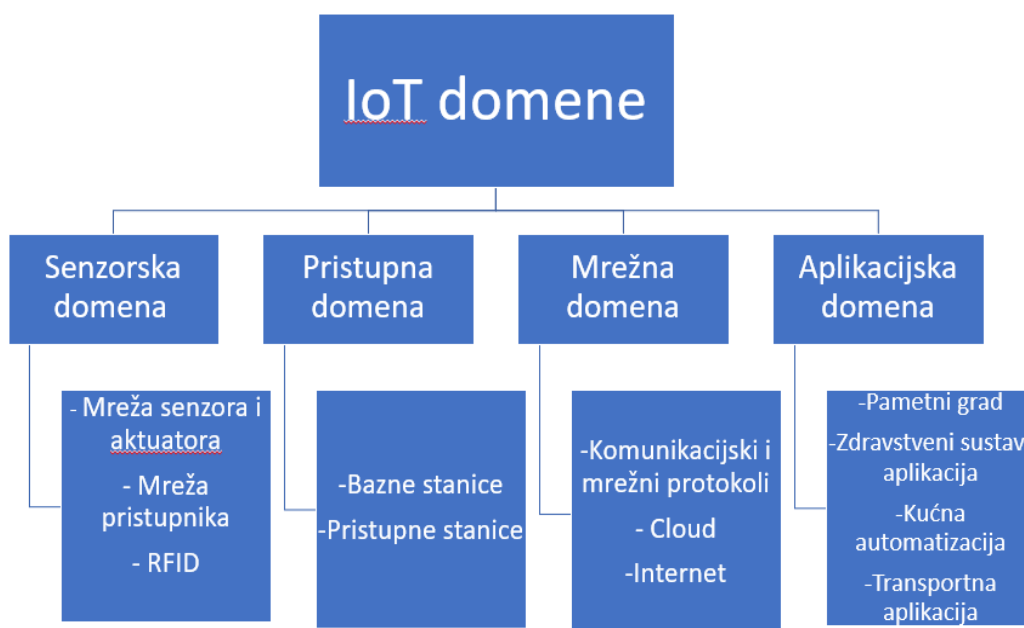 IoT domene
Senzorska
domena
Pristupna
domena
Mrežna
domena
Aplikacijska
domena
- Mreža senzora i
aktuatora
- Mreža
pristupnika
- RFID
-Bazne stanice
-Pristupne stanice
-Komunikacijski i
mrežni protokoli
- Cloud
-Internet
-Pametni grad
-Zdravstveni sustav
aplikacija
-Kućna
automatizacija
-Transportna
aplikacija